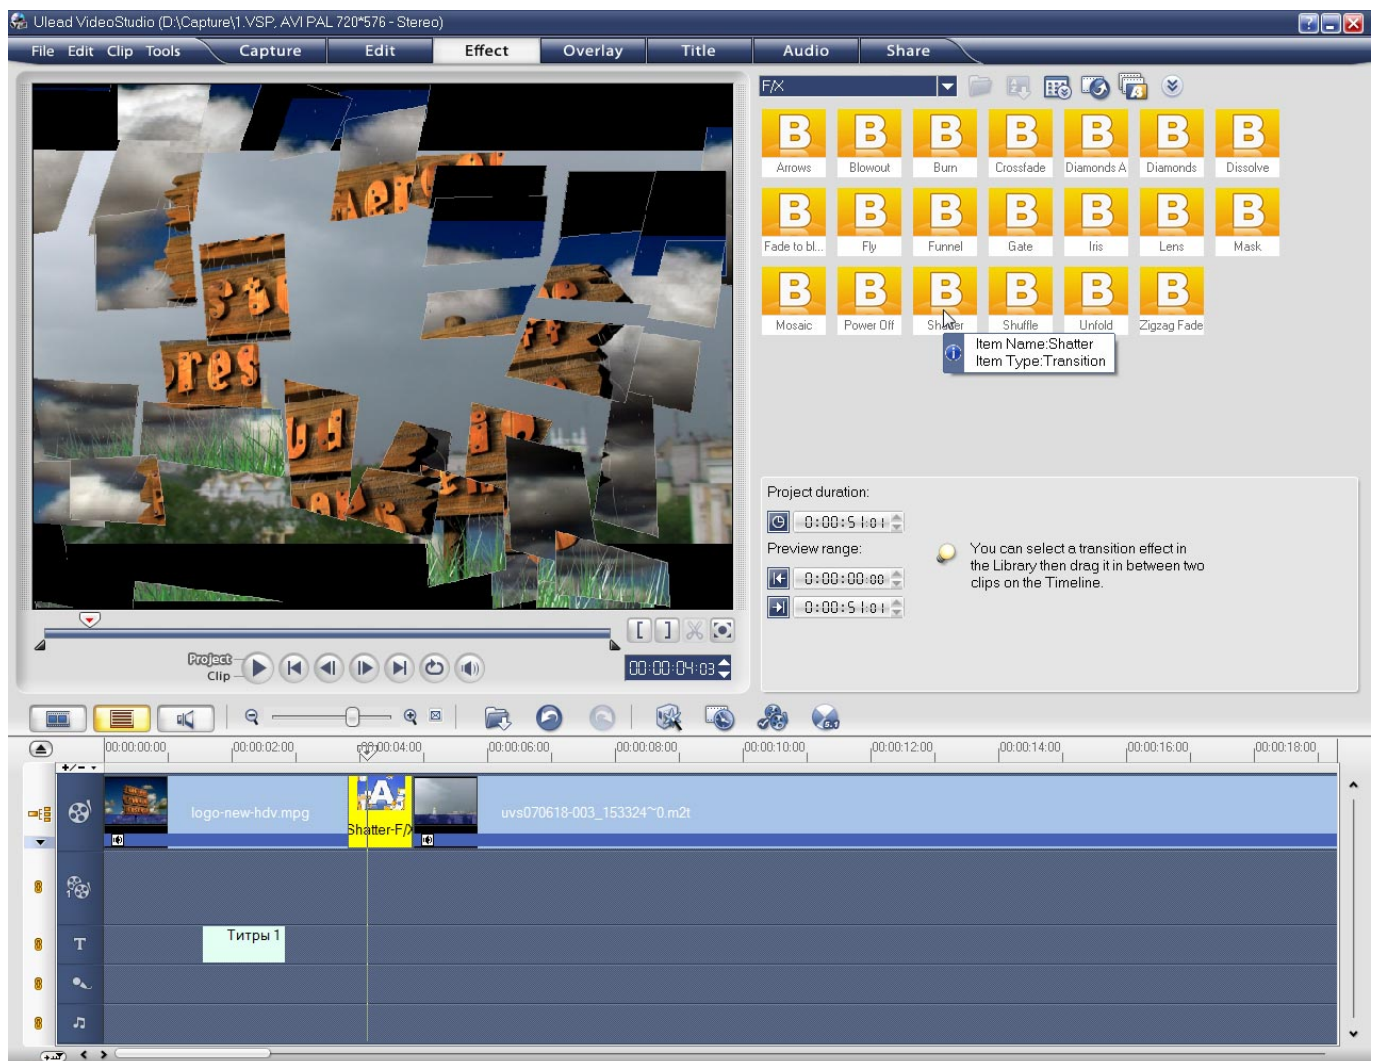 Ulead VideoStudio (D:\Capture\1.VSP, AVI PAL 720*576 - Stereo)
File Edit Clip Tools Capture Edit Effect Overlay Title Audio Share
F/X
B B B B B B B
Arrows Blowout Burn Crossfade Diamonds A Diamonds Dissolve
B B B B B B B
Fade to bl... Fly Funnel Gate Iris Lens Mask
B B B B B B
Mosaic Power Off Shatter Shuffle Unfold Zigzag Fade
Item Name:Shatter
Item Type:Transition
Project duration:
0:00:51:01
Preview range:
0:00:00:00
0:00:51:01
You can select a transition effect in
the Library then drag it in between two
clips on the Timeline.
Project
Clip
00:00:04:03
5.1
00:00:00:00 00:00:02:00 00:00:04:00 00:00:06:00 00:00:08:00 00:00:10:00 00:00:12:00 00:00:14:00 00:00:16:00 00:00:18:00
logo-new-hdv.mpg
A
Shatter-F/X
uvs070618-003_153324~0.m2t
1
T
Титры 1